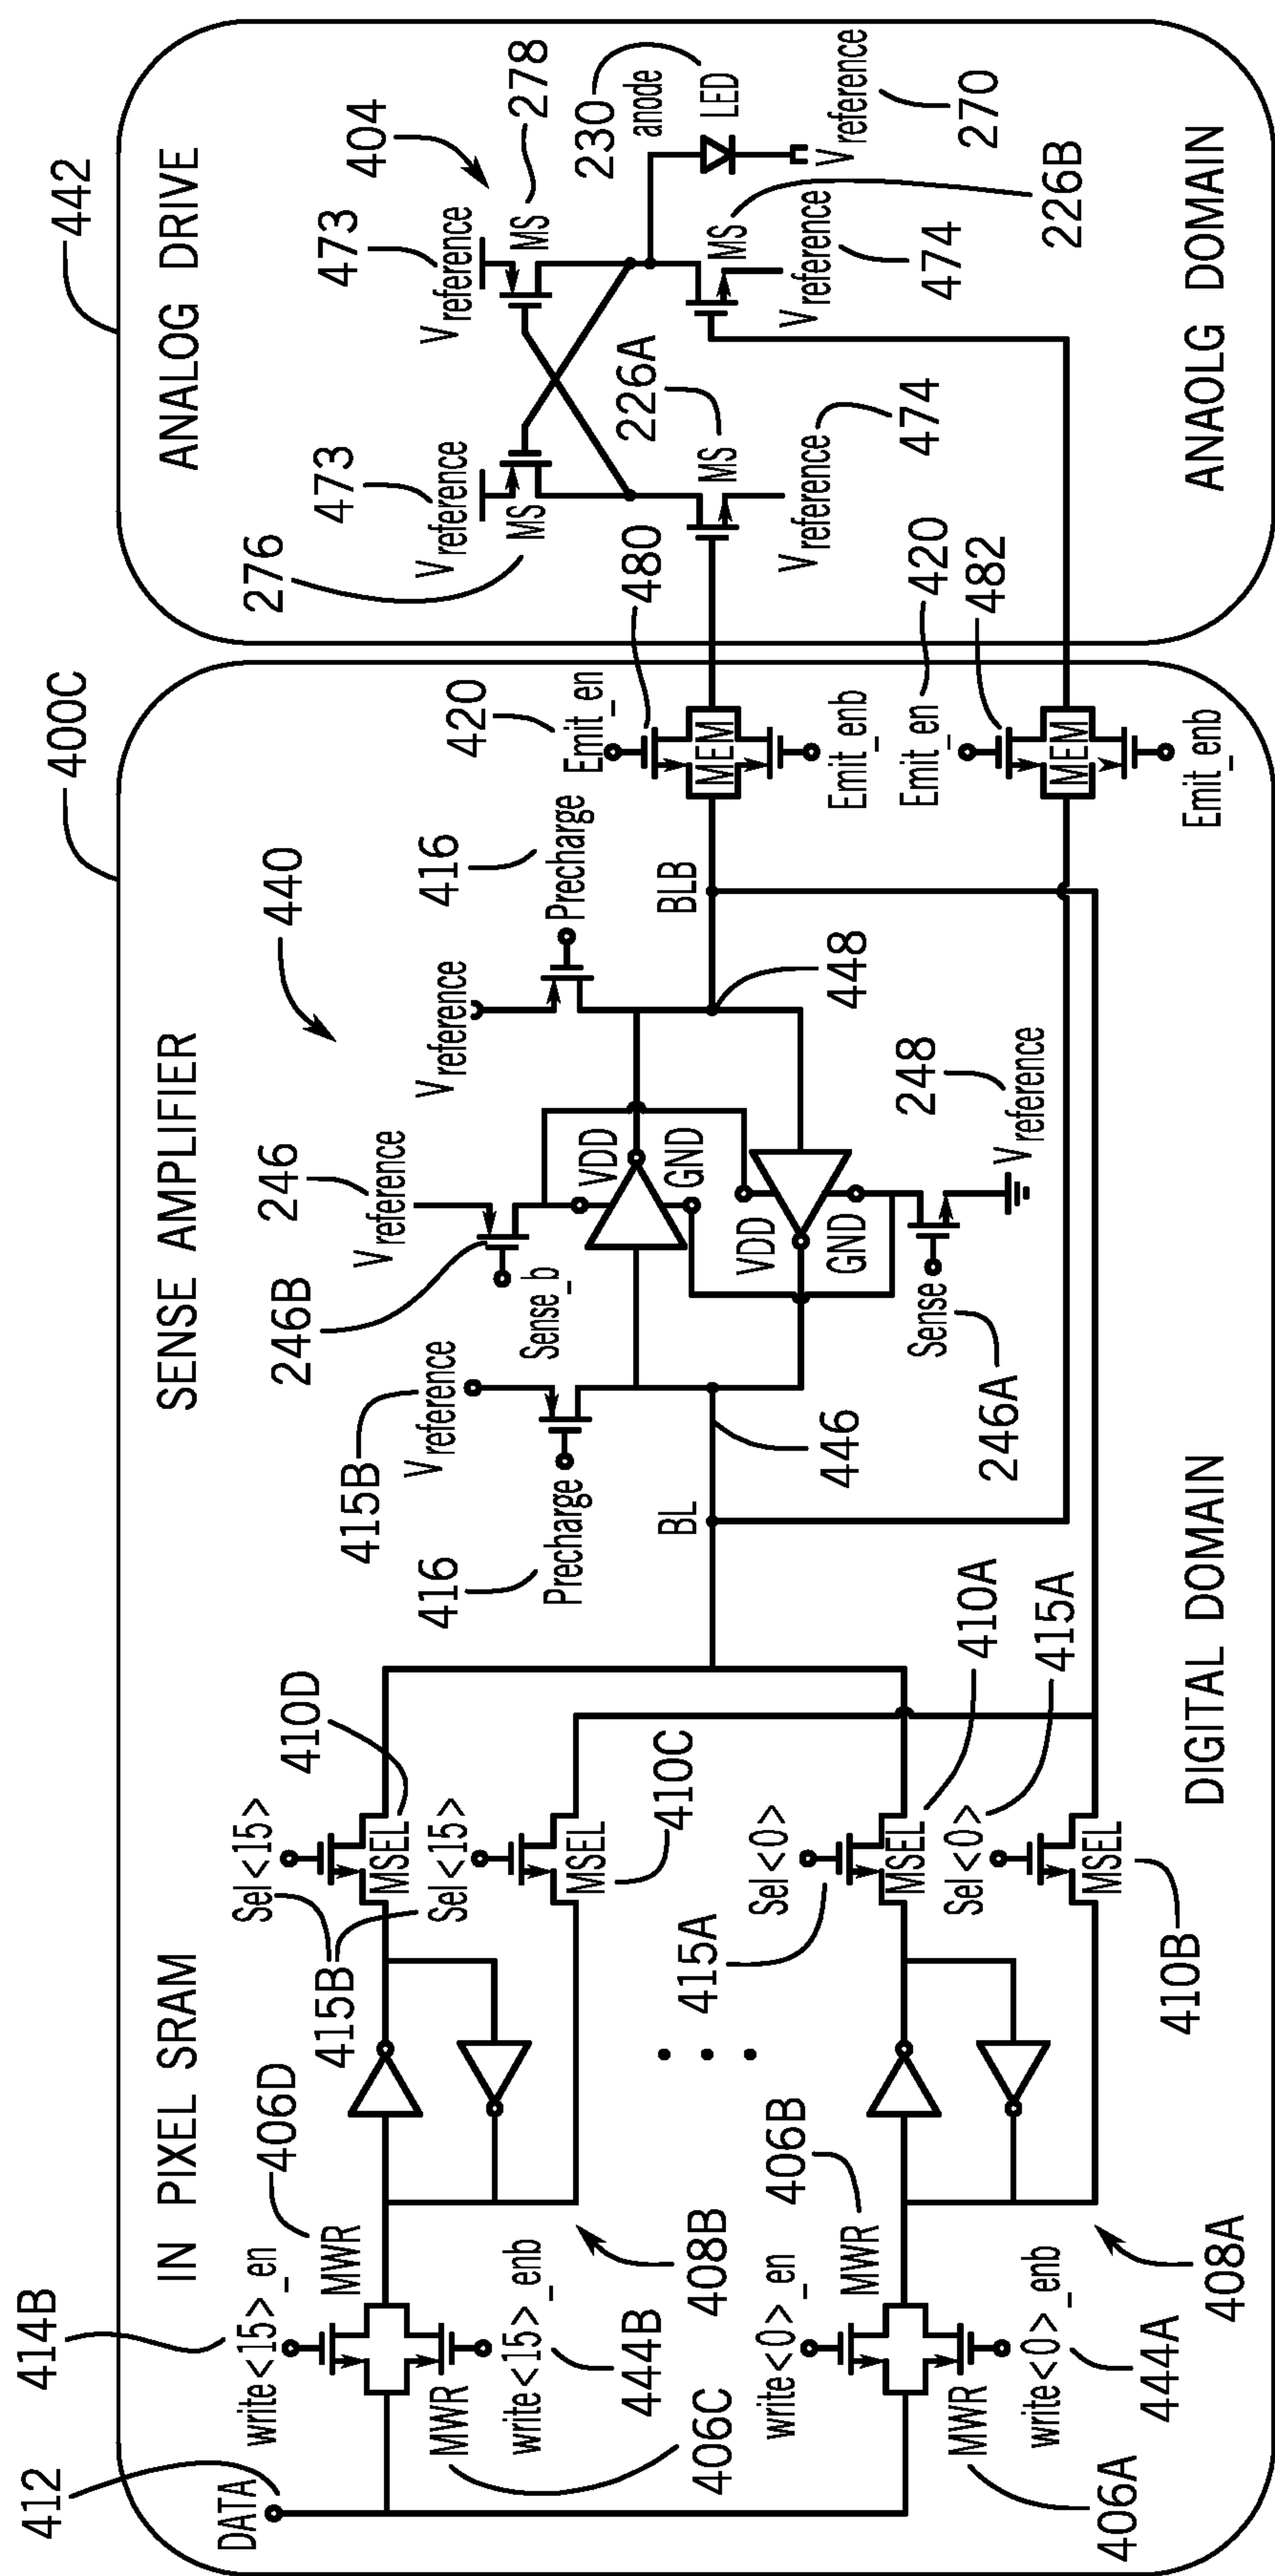 400C
442
IN PIXEL SRAM
SENSE AMPLIFIER
ANALOG DRIVE
DIGITAL DOMAIN
ANAOLG DOMAIN
412
DATA
414B
write<15>_en
406D
MWR
MWR
406C
write<15>_enb
444B
408B
415B
Sel<15>
410D
MSEL
Sel<15>
MSEL
410C
write<0>_en
406B
MWR
MWR
406A
write<0>_enb
444A
408A
415A
Sel<0>
410A
MSEL
Sel<0>
415A
MSEL
410B
440
415B
Vreference
416
Precharge
BL
446
246
Vreference
246B
Sense_b
VDD
GND
VDD
GND
Sense
246A
248
Vreference
Vreference
416
Precharge
BLB
448
420
Emit_en
480
MEM
Emit_enb
420
Emit_en
482
MEM
Emit_enb
404
473
Vreference
276
MS
473
Vreference
278
MS
226A
MS
Vreference
474
MS
226B
Vreference
474
230
anode
LED
Vreference
270